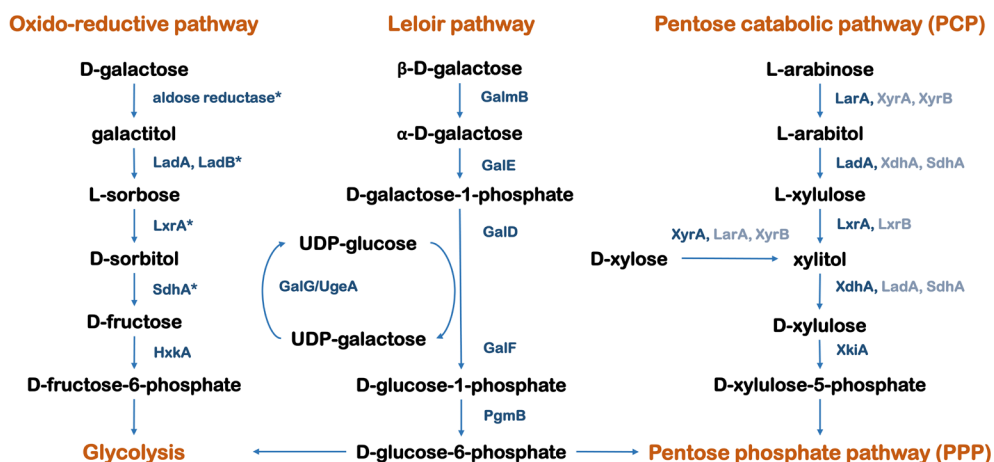 Oxido-reductive pathway
D-galactose
aldose reductase*
galactitol
LadA, LadB*
L-sorbose
LxrA*
D-sorbitol
SdhA*
D-fructose
HxkA
D-fructose-6-phosphate
Glycolysis
Leloir pathway
β-D-galactose
GalmB
α-D-galactose
GalE
D-galactose-1-phosphate
GalD
UDP-glucose
GalG/UgeA
UDP-galactose
GalF
D-glucose-1-phosphate
PgmB
D-glucose-6-phosphate
Pentose catabolic pathway (PCP)
L-arabinose
LarA, XyrA, XyrB
L-arabitol
LadA, XdhA, SdhA
L-xylulose
LxrA, LxrB
XyrA, LarA, XyrB
D-xylose
xylitol
XdhA, LadA, SdhA
D-xylulose
XkiA
D-xylulose-5-phosphate
Pentose phosphate pathway (PPP)